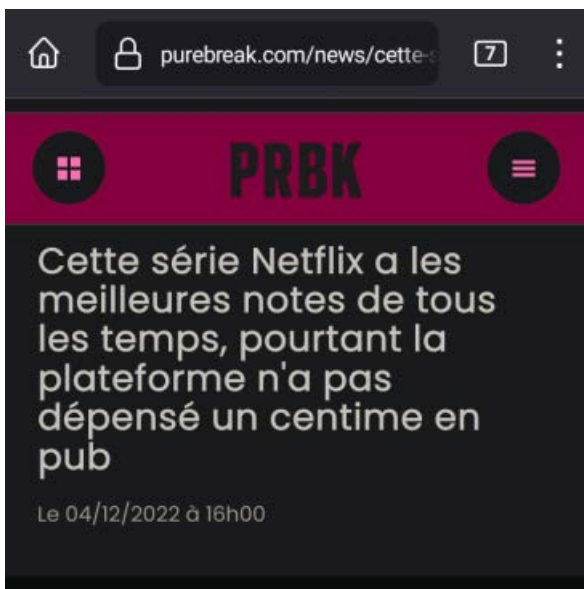 purebreak.com/news/cette-s
7
PRBK
Cette série Netflix a les
meilleures notes de tous
les temps, pourtant la
plateforme n'a pas
dépensé un centime en
pub
Le 04/12/2022 à 16h00